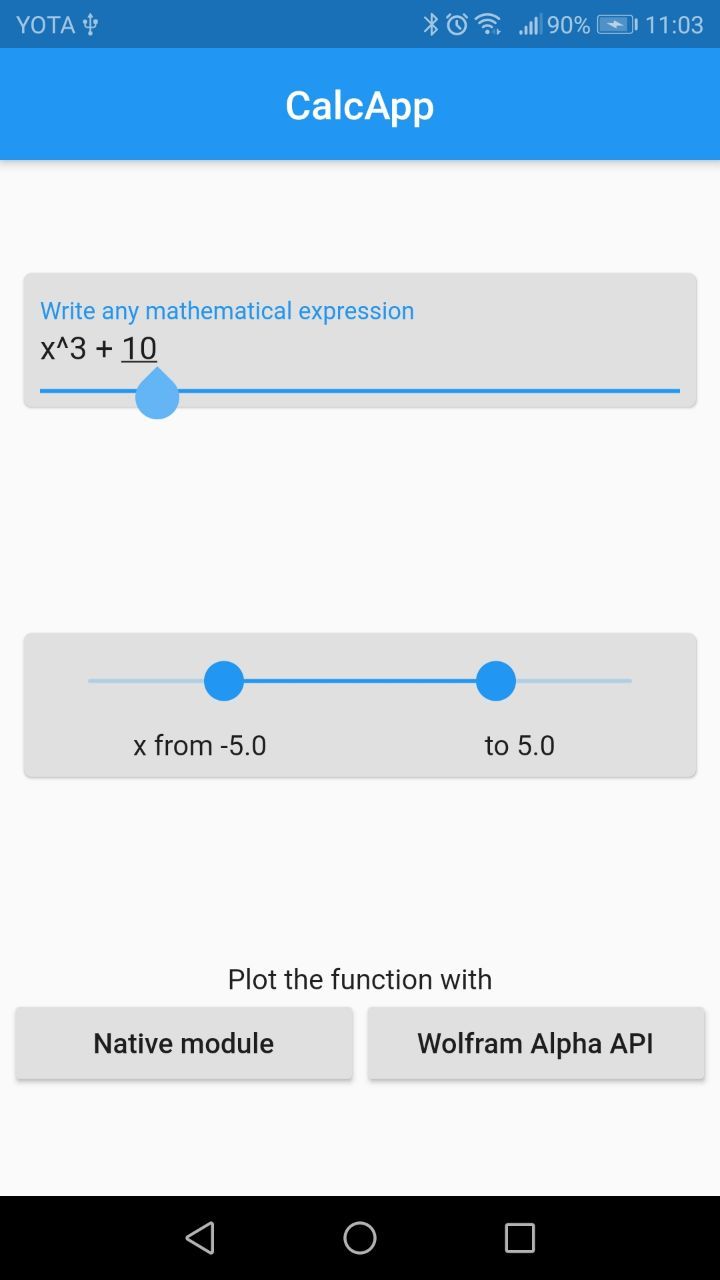 YOTA 90% 11:03
CalcApp
Write any mathematical expression
x^3 + 10
x from -5.0 to 5.0
Plot the function with
Native module Wolfram Alpha API